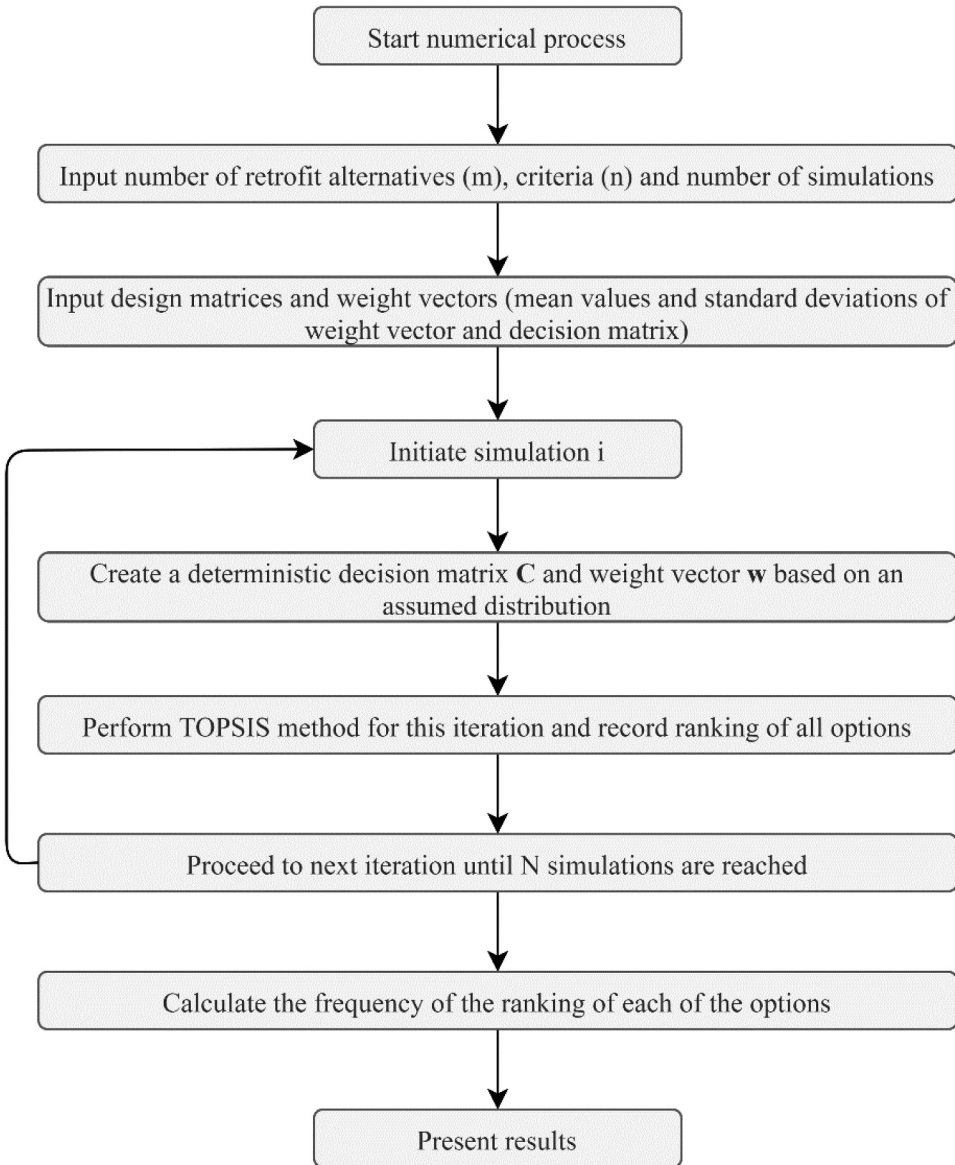 Start numerical process
Input number of retrofit alternatives (m), criteria (n) and number of simulations
Input design matrices and weight vectors (mean values and standard deviations of
weight vector and decision matrix)
Initiate simulation i
Create a deterministic decision matrix C and weight vector w based on an
assumed distribution
Perform TOPSIS method for this iteration and record ranking of all options
Proceed to next iteration until N simulations are reached
Calculate the frequency of the ranking of each of the options
Present results